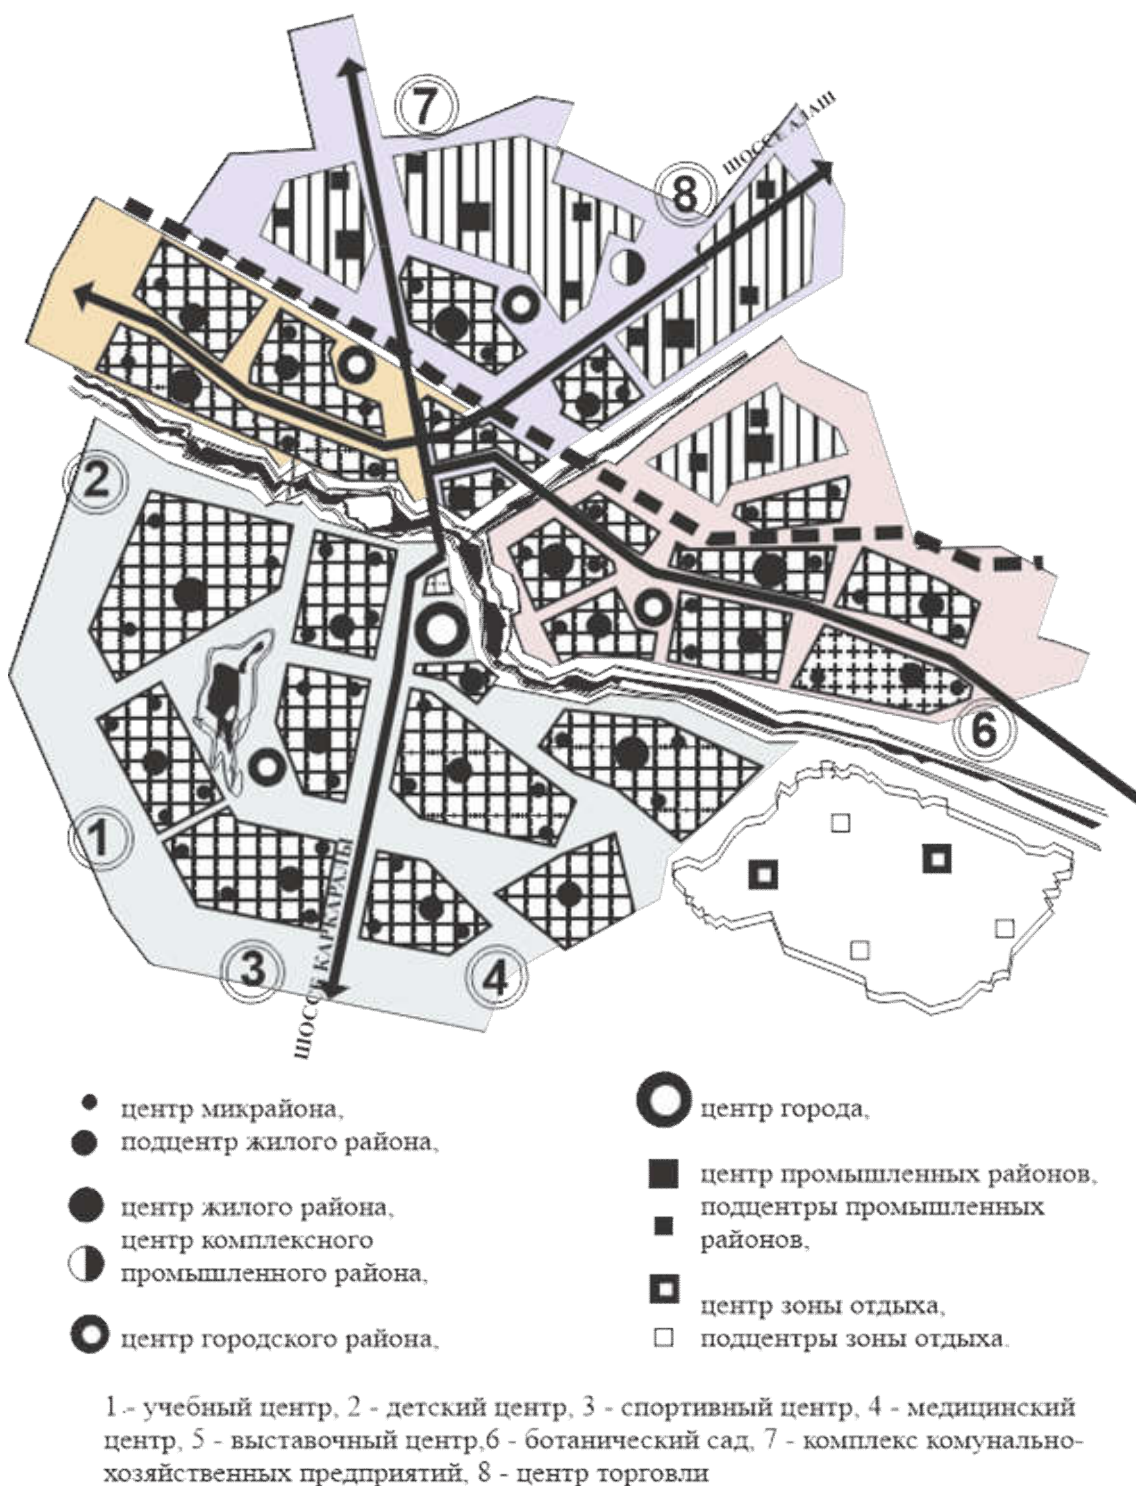 7
ШОССЕ АЛАШ
8
2
6
1
3
ШОССЕ КАРКАРАЛЫ
4
центр микрайона,
подцентр жилого района,
центр жилого района,
центр комплексного
промышленного района,
центр городского района,
центр города,
центр промышленных районов,
подцентры промышленных
районов,
центр зоны отдыха,
подцентры зоны отдыха.
1.- учебный центр, 2 - детский центр, 3 - спортивный центр, 4 - медицинский
центр, 5 - выставочный центр,6 - ботанический сад, 7 - комплекс комунально-
хозяйственных предприятий, 8 - центр торговли